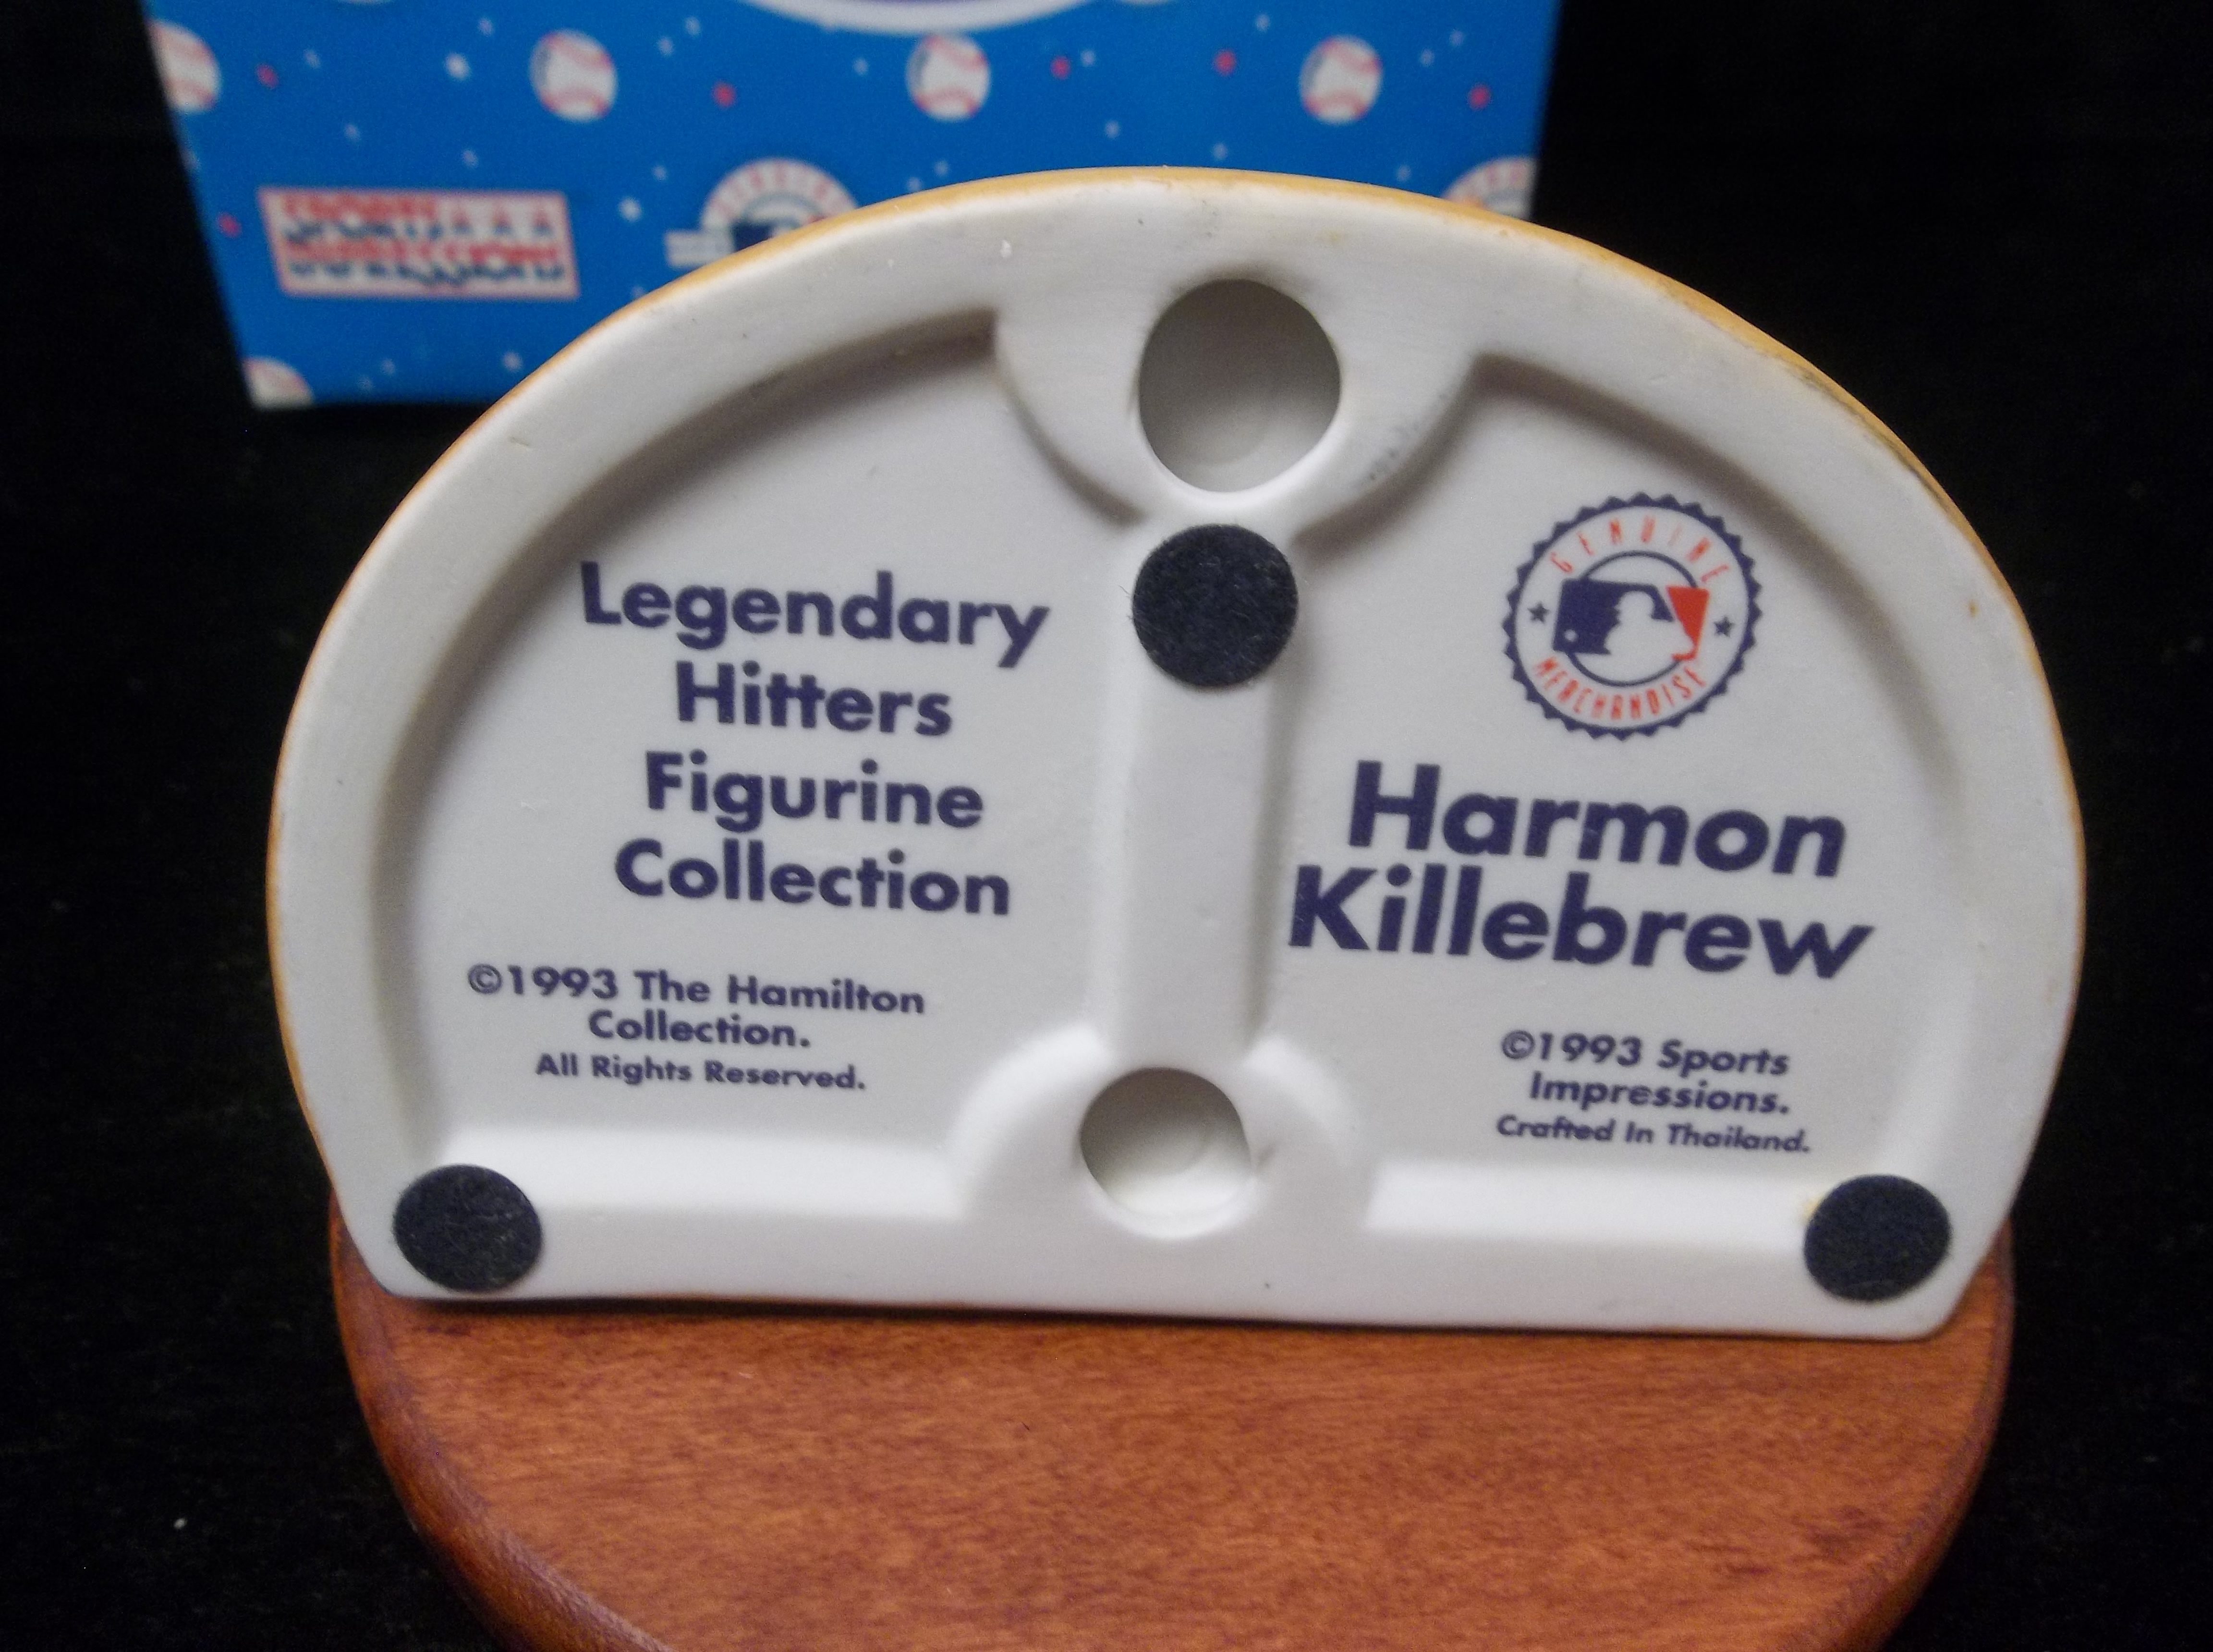 Legendary
Hitters
Figurine
Collection
©1993 The Hamilton
Collection.
All Rights Reserved.
GENUINE
MERCHANDISE
Harmon
Killebrew
©1993 Sports
Impressions.
Crafted In Thailand.